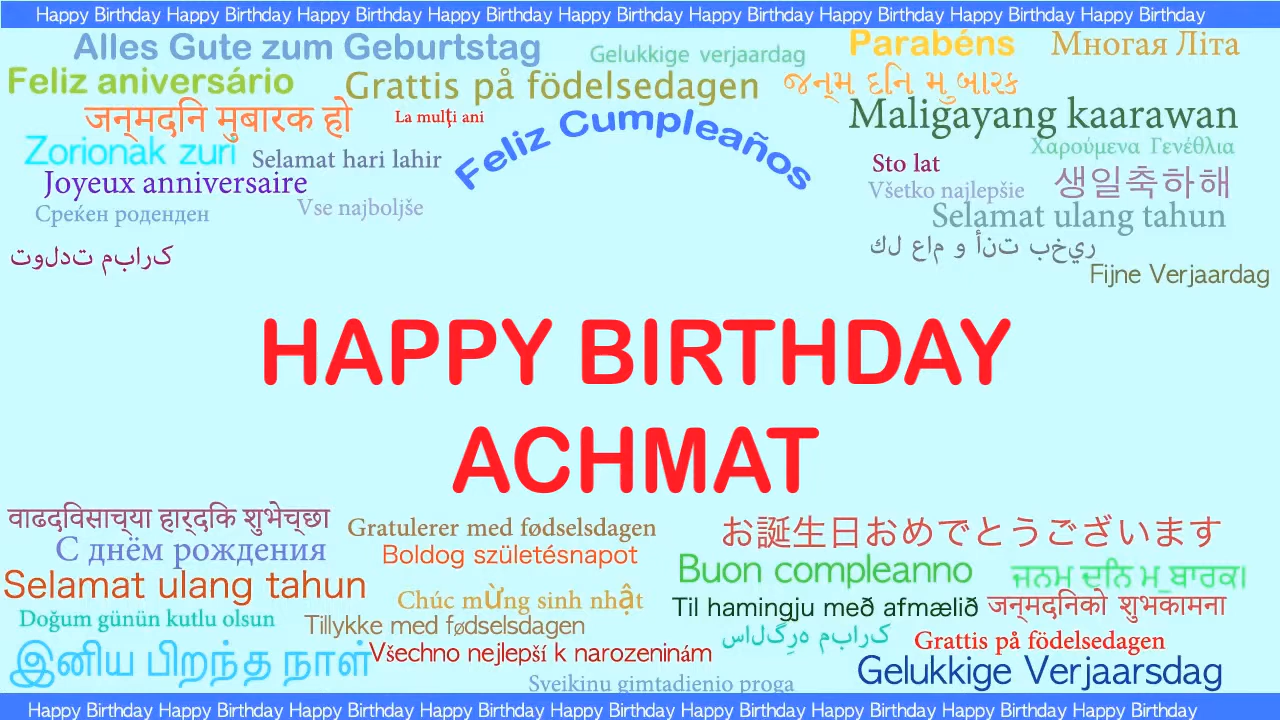 Happy Birthday Happy Birthday Happy Birthday Happy Birthday Happy Birthday Happy Birthday Happy Birthday Happy Birthday Happy Birthday
Alles Gute zum Geburtstag
Gelukkige verjaardag
Parabéns
Многая Літа
Feliz aniversário
Grattis på födelsedagen
જન્મ દિન મુબારક
जन्मदिन मुबारक हो
La mulţi ani
Feliz Cumpleaños
Maligayang kaarawan
Zorionak zuri
Selamat hari lahir
Χαρούμενα Γενέθλια
Sto lat
Joyeux anniversaire
Všetko najlepšie
생일축하해
Среќен роденден
Vse najboljše
Selamat ulang tahun
تولدت مبارک
كل عام و أنت بخير
Fijne Verjaardag
HAPPY BIRTHDAY
ACHMAT
वाढदिवसाच्या हार्दिक शुभेच्छा
Gratulerer med fødselsdagen
お誕生日おめでとうございます
С днём рождения
Boldog születésnapot
Buon compleanno
ਜਨਮ ਦਿਨ ਮੁਬਾਰਕ।
Selamat ulang tahun
Chúc mừng sinh nhật
Til hamingju með afmælið
जन्मदिनको शुभकामना
Doğum günün kutlu olsun
Tillykke med fødselsdagen
سالگرِہ مبارک
Grattis på födelsedagen
இனிய பிறந்த நாள்
Všechno nejlepší k narozeninám
Gelukkige Verjaarsdag
Sveikinu gimtadienio proga
Happy Birthday Happy Birthday Happy Birthday Happy Birthday Happy Birthday Happy Birthday Happy Birthday Happy Birthday Happy Birthday